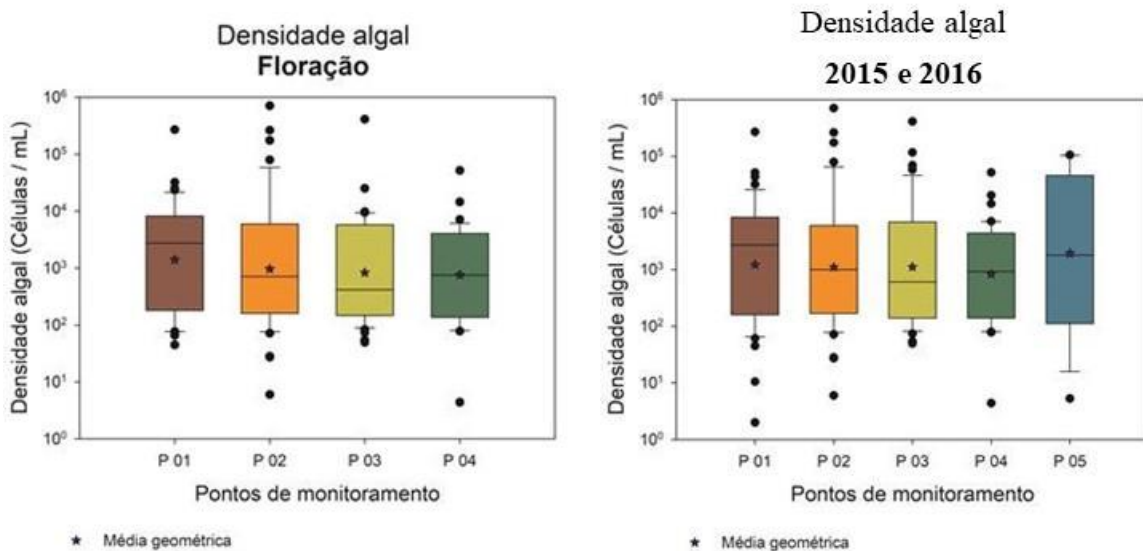 Densidade algal
Floração
Densidade algal (Células / mL)
10⁶
10⁵
10⁴
10³
10²
10¹
10⁰
P 01 P 02 P 03 P 04
Pontos de monitoramento
★ Média geométrica
Densidade algal
2015 e 2016
Densidade algal (Células / mL)
10⁶
10⁵
10⁴
10³
10²
10¹
10⁰
P 01 P 02 P 03 P 04 P 05
Pontos de monitoramento
★ Média geométrica